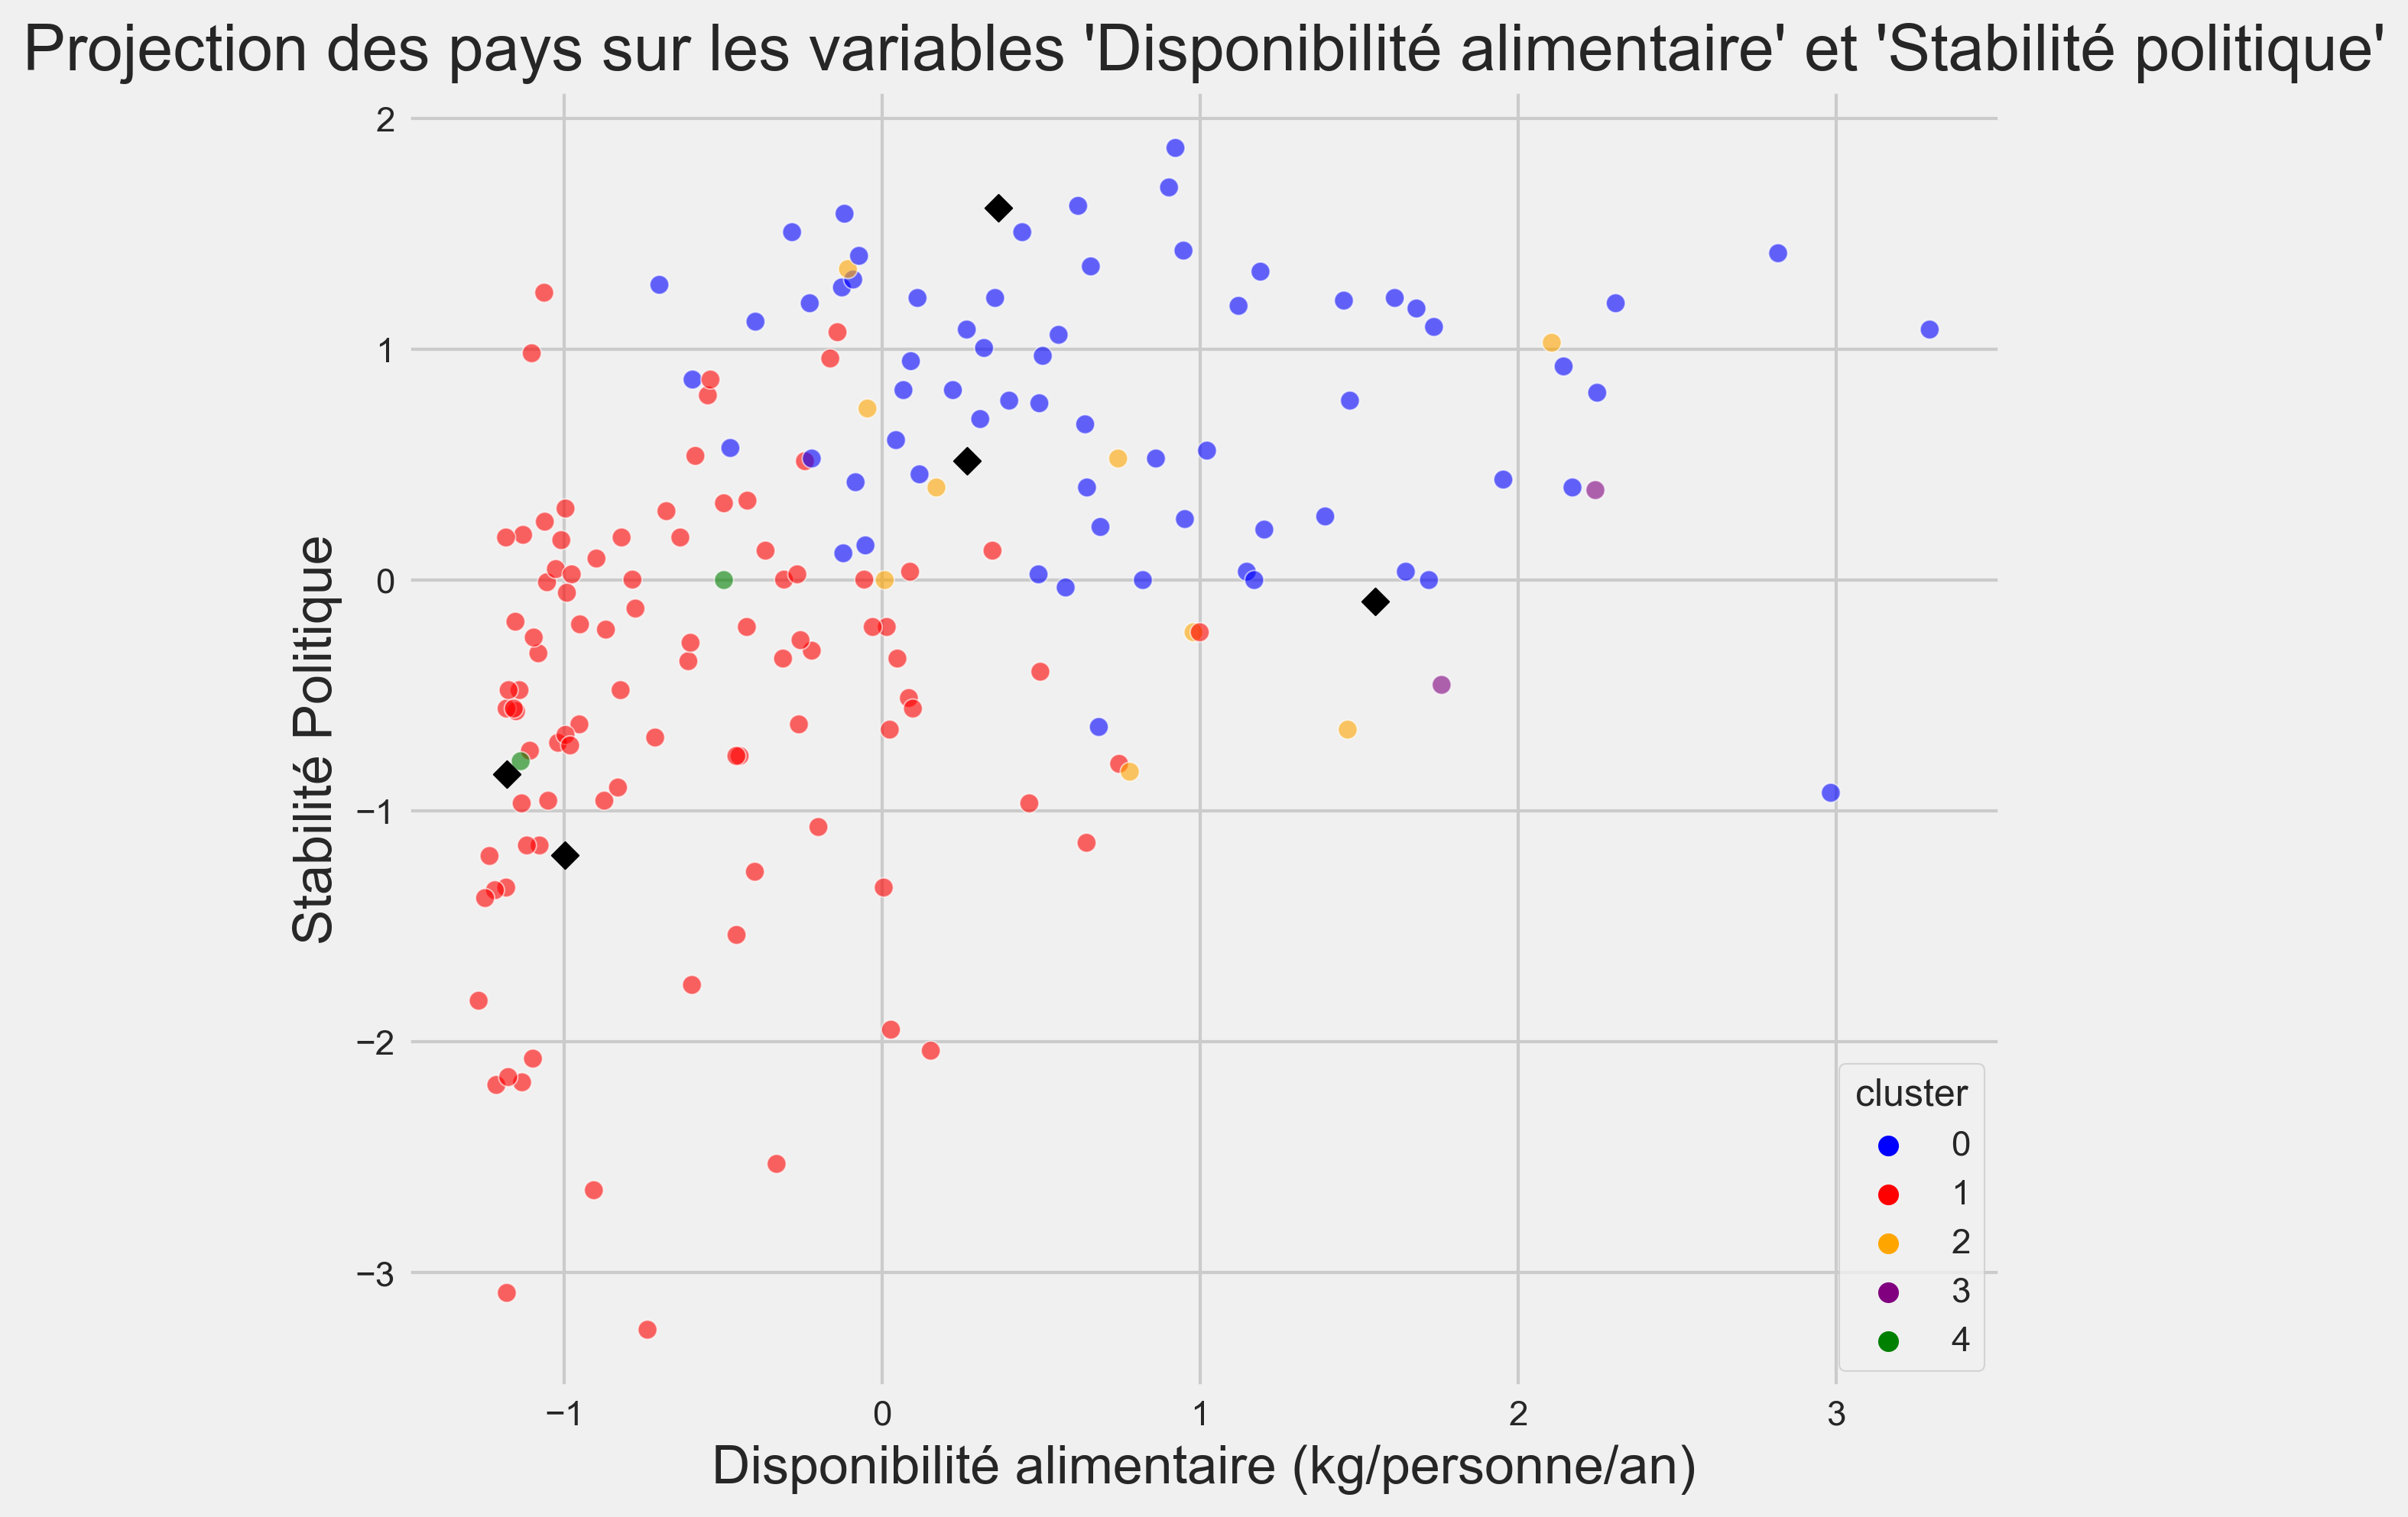 Projection des pays sur les variables 'Disponibilité alimentaire' et 'Stabilité politique'
2
1
0
−1
−2
−3
Stabilité Politique
−1 0 1 2 3
Disponibilité alimentaire (kg/personne/an)
cluster
0
1
2
3
4